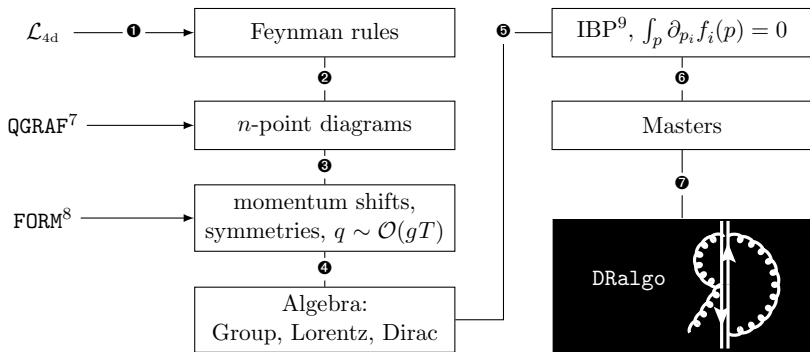 ℒ₄d ❶ Feynman rules
❷
QGRAF⁷ n-point diagrams
❸
FORM⁸ momentum shifts,
symmetries, q ∼ 𝒪(gT)
❹
Algebra:
Group, Lorentz, Dirac
❺ IBP⁹, ∫ₚ ∂ₚᵢ fᵢ(p) = 0
❻
Masters
❼
DRalgo